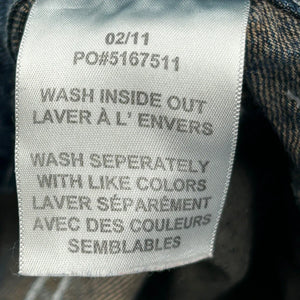 02/11
PO#5167511
WASH INSIDE OUT
LAVER À L' ENVERS
WASH SEPERATELY
WITH LIKE COLORS
LAVER SÉPARÉMENT
AVEC DES COULEURS
SEMBLABLES